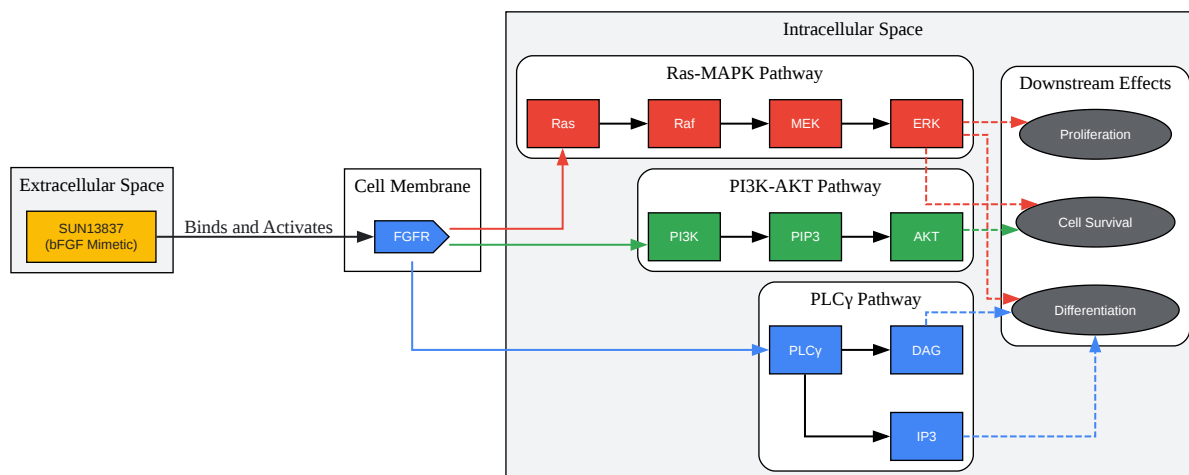 Intracellular Space
Ras-MAPK Pathway
Ras
Raf
MEK
ERK
Downstream Effects
Proliferation
Extracellular Space
SUN13837
(bFGF Mimetic)
Binds and Activates
Cell Membrane
FGFR
PI3K-AKT Pathway
PI3K
PIP3
AKT
Cell Survival
PLCγ Pathway
PLCγ
DAG
IP3
Differentiation